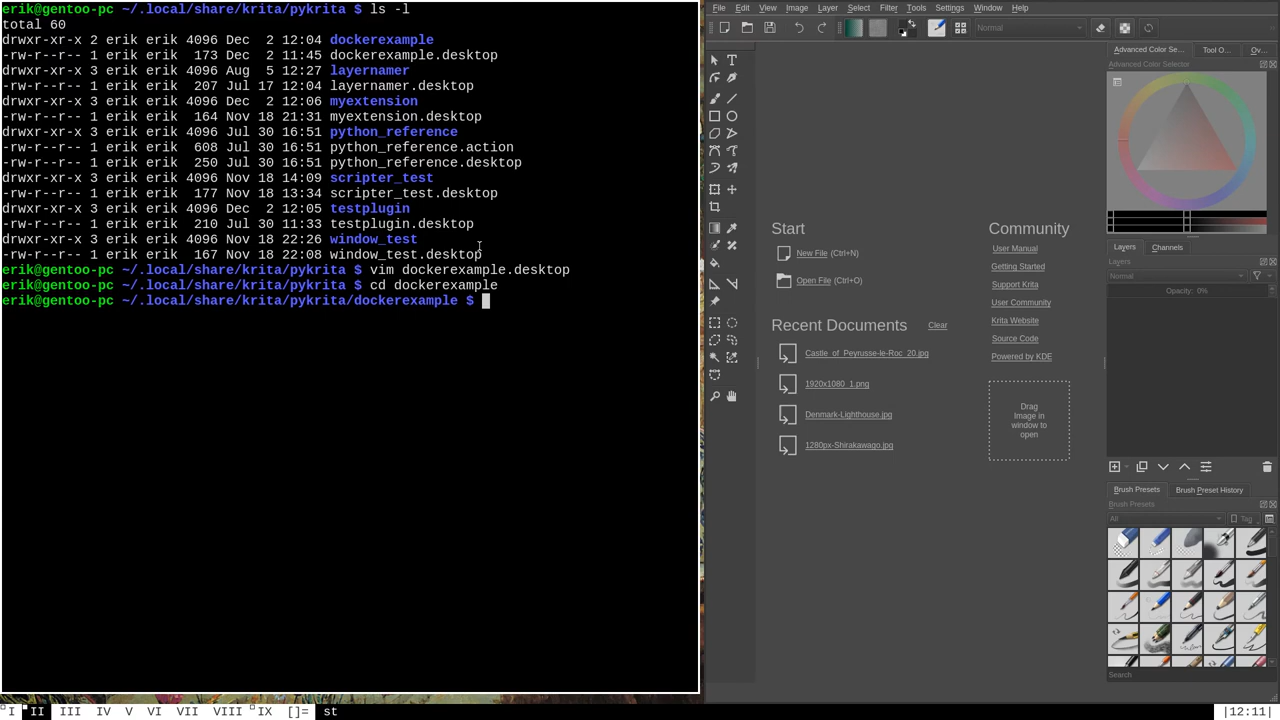 erik@gentoo-pc ~/.local/share/krita/pykrita $ ls -l
total 60
drwxr-xr-x 2 erik erik 4096 Dec  2 12:04 dockerexample
-rw-r--r-- 1 erik erik  173 Dec  2 11:45 dockerexample.desktop
drwxr-xr-x 3 erik erik 4096 Aug  5 12:27 layernamer
-rw-r--r-- 1 erik erik  207 Jul 17 12:04 layernamer.desktop
drwxr-xr-x 3 erik erik 4096 Dec  2 12:06 myextension
-rw-r--r-- 1 erik erik  164 Nov 18 21:31 myextension.desktop
drwxr-xr-x 3 erik erik 4096 Jul 30 16:51 python_reference
-rw-r--r-- 1 erik erik  608 Jul 30 16:51 python_reference.action
-rw-r--r-- 1 erik erik  250 Jul 30 16:51 python_reference.desktop
drwxr-xr-x 3 erik erik 4096 Nov 18 14:09 scripter_test
-rw-r--r-- 1 erik erik  177 Nov 18 13:34 scripter_test.desktop
drwxr-xr-x 3 erik erik 4096 Dec  2 12:05 testplugin
-rw-r--r-- 1 erik erik  210 Jul 30 11:33 testplugin.desktop
drwxr-xr-x 3 erik erik 4096 Nov 18 22:26 window_test
-rw-r--r-- 1 erik erik  167 Nov 18 22:08 window_test.desktop
erik@gentoo-pc ~/.local/share/krita/pykrita $ vim dockerexample.desktop
erik@gentoo-pc ~/.local/share/krita/pykrita $ cd dockerexample
erik@gentoo-pc ~/.local/share/krita/pykrita/dockerexample $
File Edit View Image Layer Select Filter Tools Settings Window Help
Normal
Start
New File (Ctrl+N)
Open File (Ctrl+O)
Recent Documents Clear
Castle_of_Peyrusse-le-Roc_20.jpg
1920x1080_1.png
Denmark-Lighthouse.jpg
1280px-Shirakawago.jpg
Community
User Manual
Getting Started
Support Krita
User Community
Krita Website
Source Code
Powered by KDE
Drag
Image in
window to
open
Advanced Color Se... Tool O... Ov...
Advanced Color Selector
Layers Channels
Layers
Normal
Opacity: 0%
Brush Presets Brush Preset History
Brush Presets
All Tag
Search
I II III IV V VI VII VIII IX []= st |12:11|